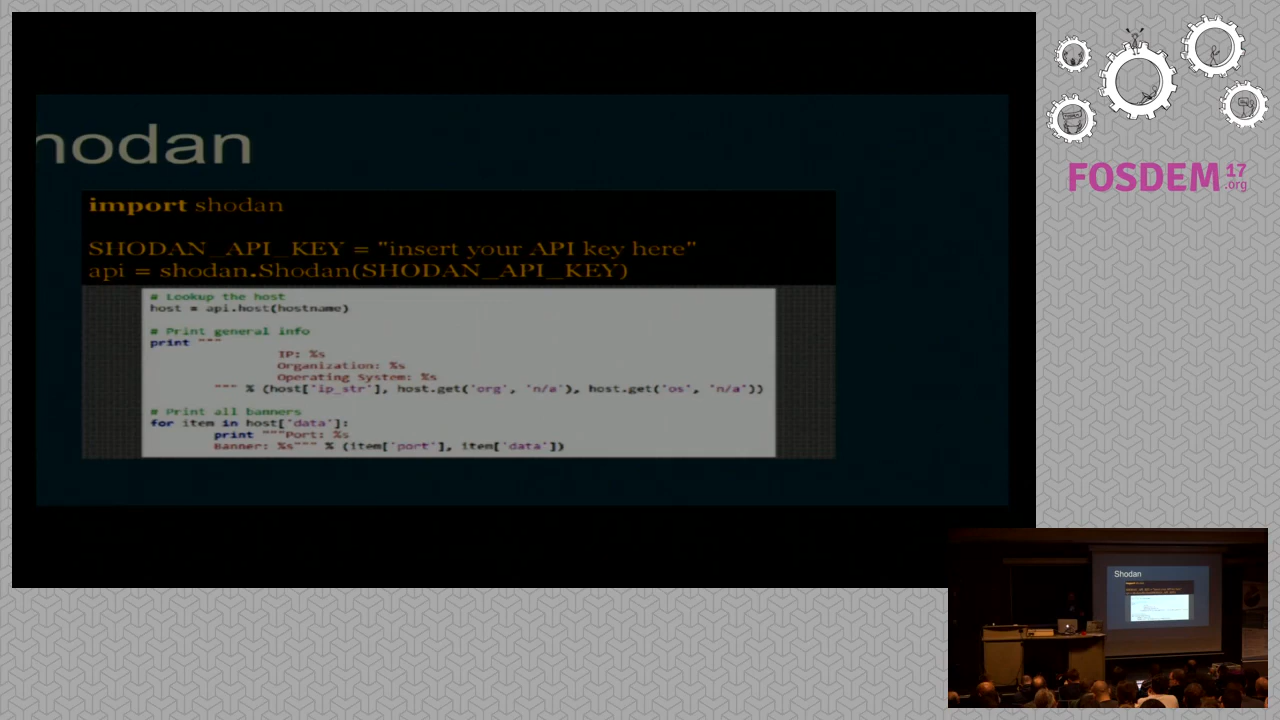 hodan
import shodan
SHODAN_API_KEY = "insert your API key here"
api = shodan.Shodan(SHODAN_API_KEY)
# Lookup the host
host = api.host(hostname)
# Print general info
print """
IP: %s
Organization: %s
Operating System: %s
""" % (host['ip_str'], host.get('org', 'n/a'), host.get('os', 'n/a'))
# Print all banners
for item in host['data']:
print """Port: %s
Banner: %s""" % (item['port'], item['data'])
FOSDEM 17
.org
Shodan